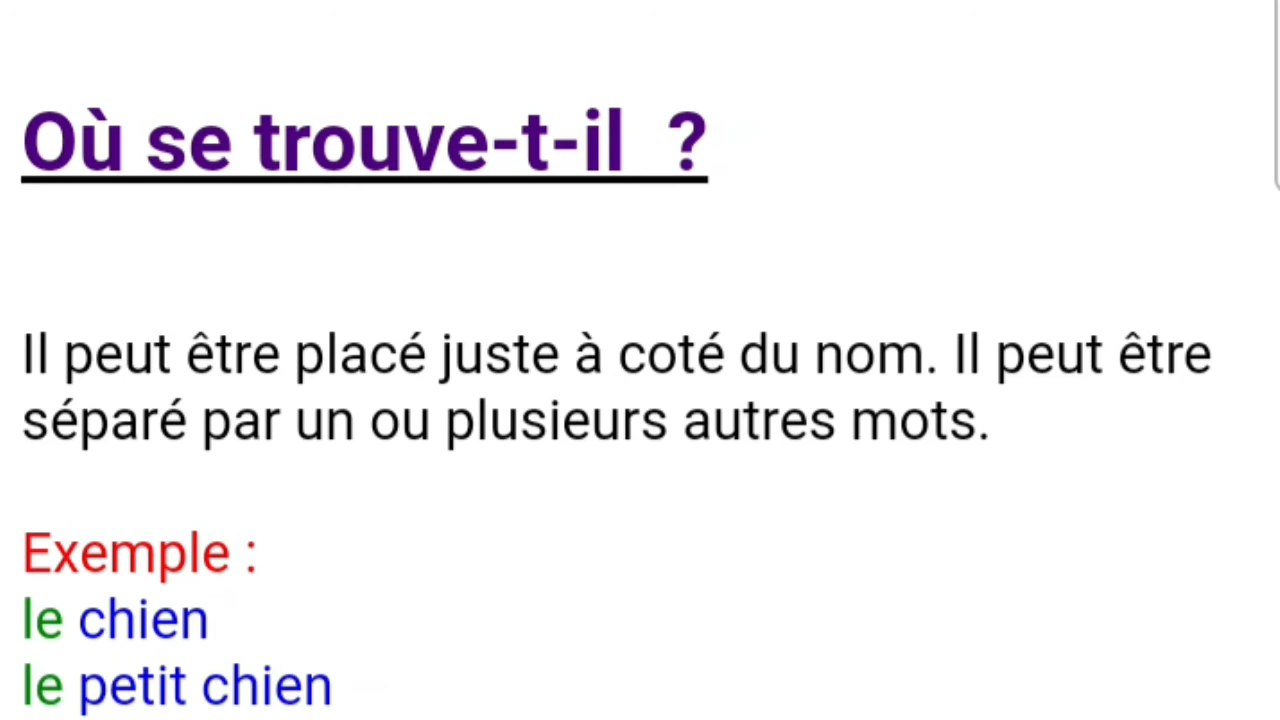 Où se trouve-t-il  ?
Il peut être placé juste à coté du nom. Il peut être
séparé par un ou plusieurs autres mots.
Exemple :
le chien
le petit chien